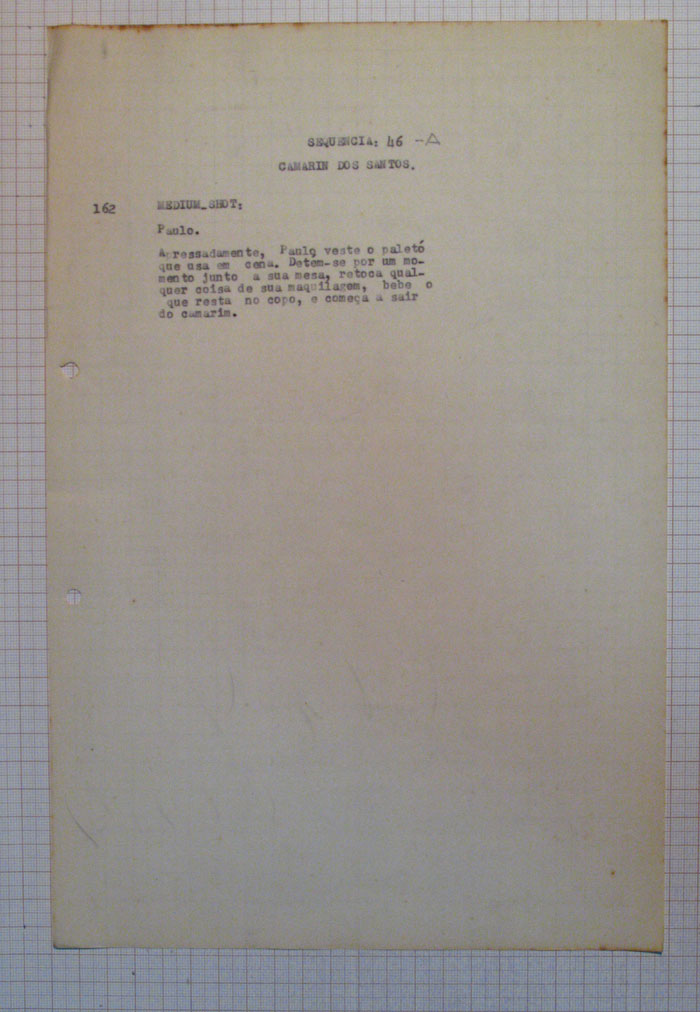 SEQUENCIA: 46 -A
CAMARIN DOS SANTOS.
162 MEDIUM_SHOT:
Paulo.
Apressadamente, Paulo veste o paletó
que usa em cena. Detem-se por um mo-
mento junto a sua mesa, retoca qual-
quer coisa de sua maquilagem, bebe o
que resta no copo, e começa a sair
do camarim.